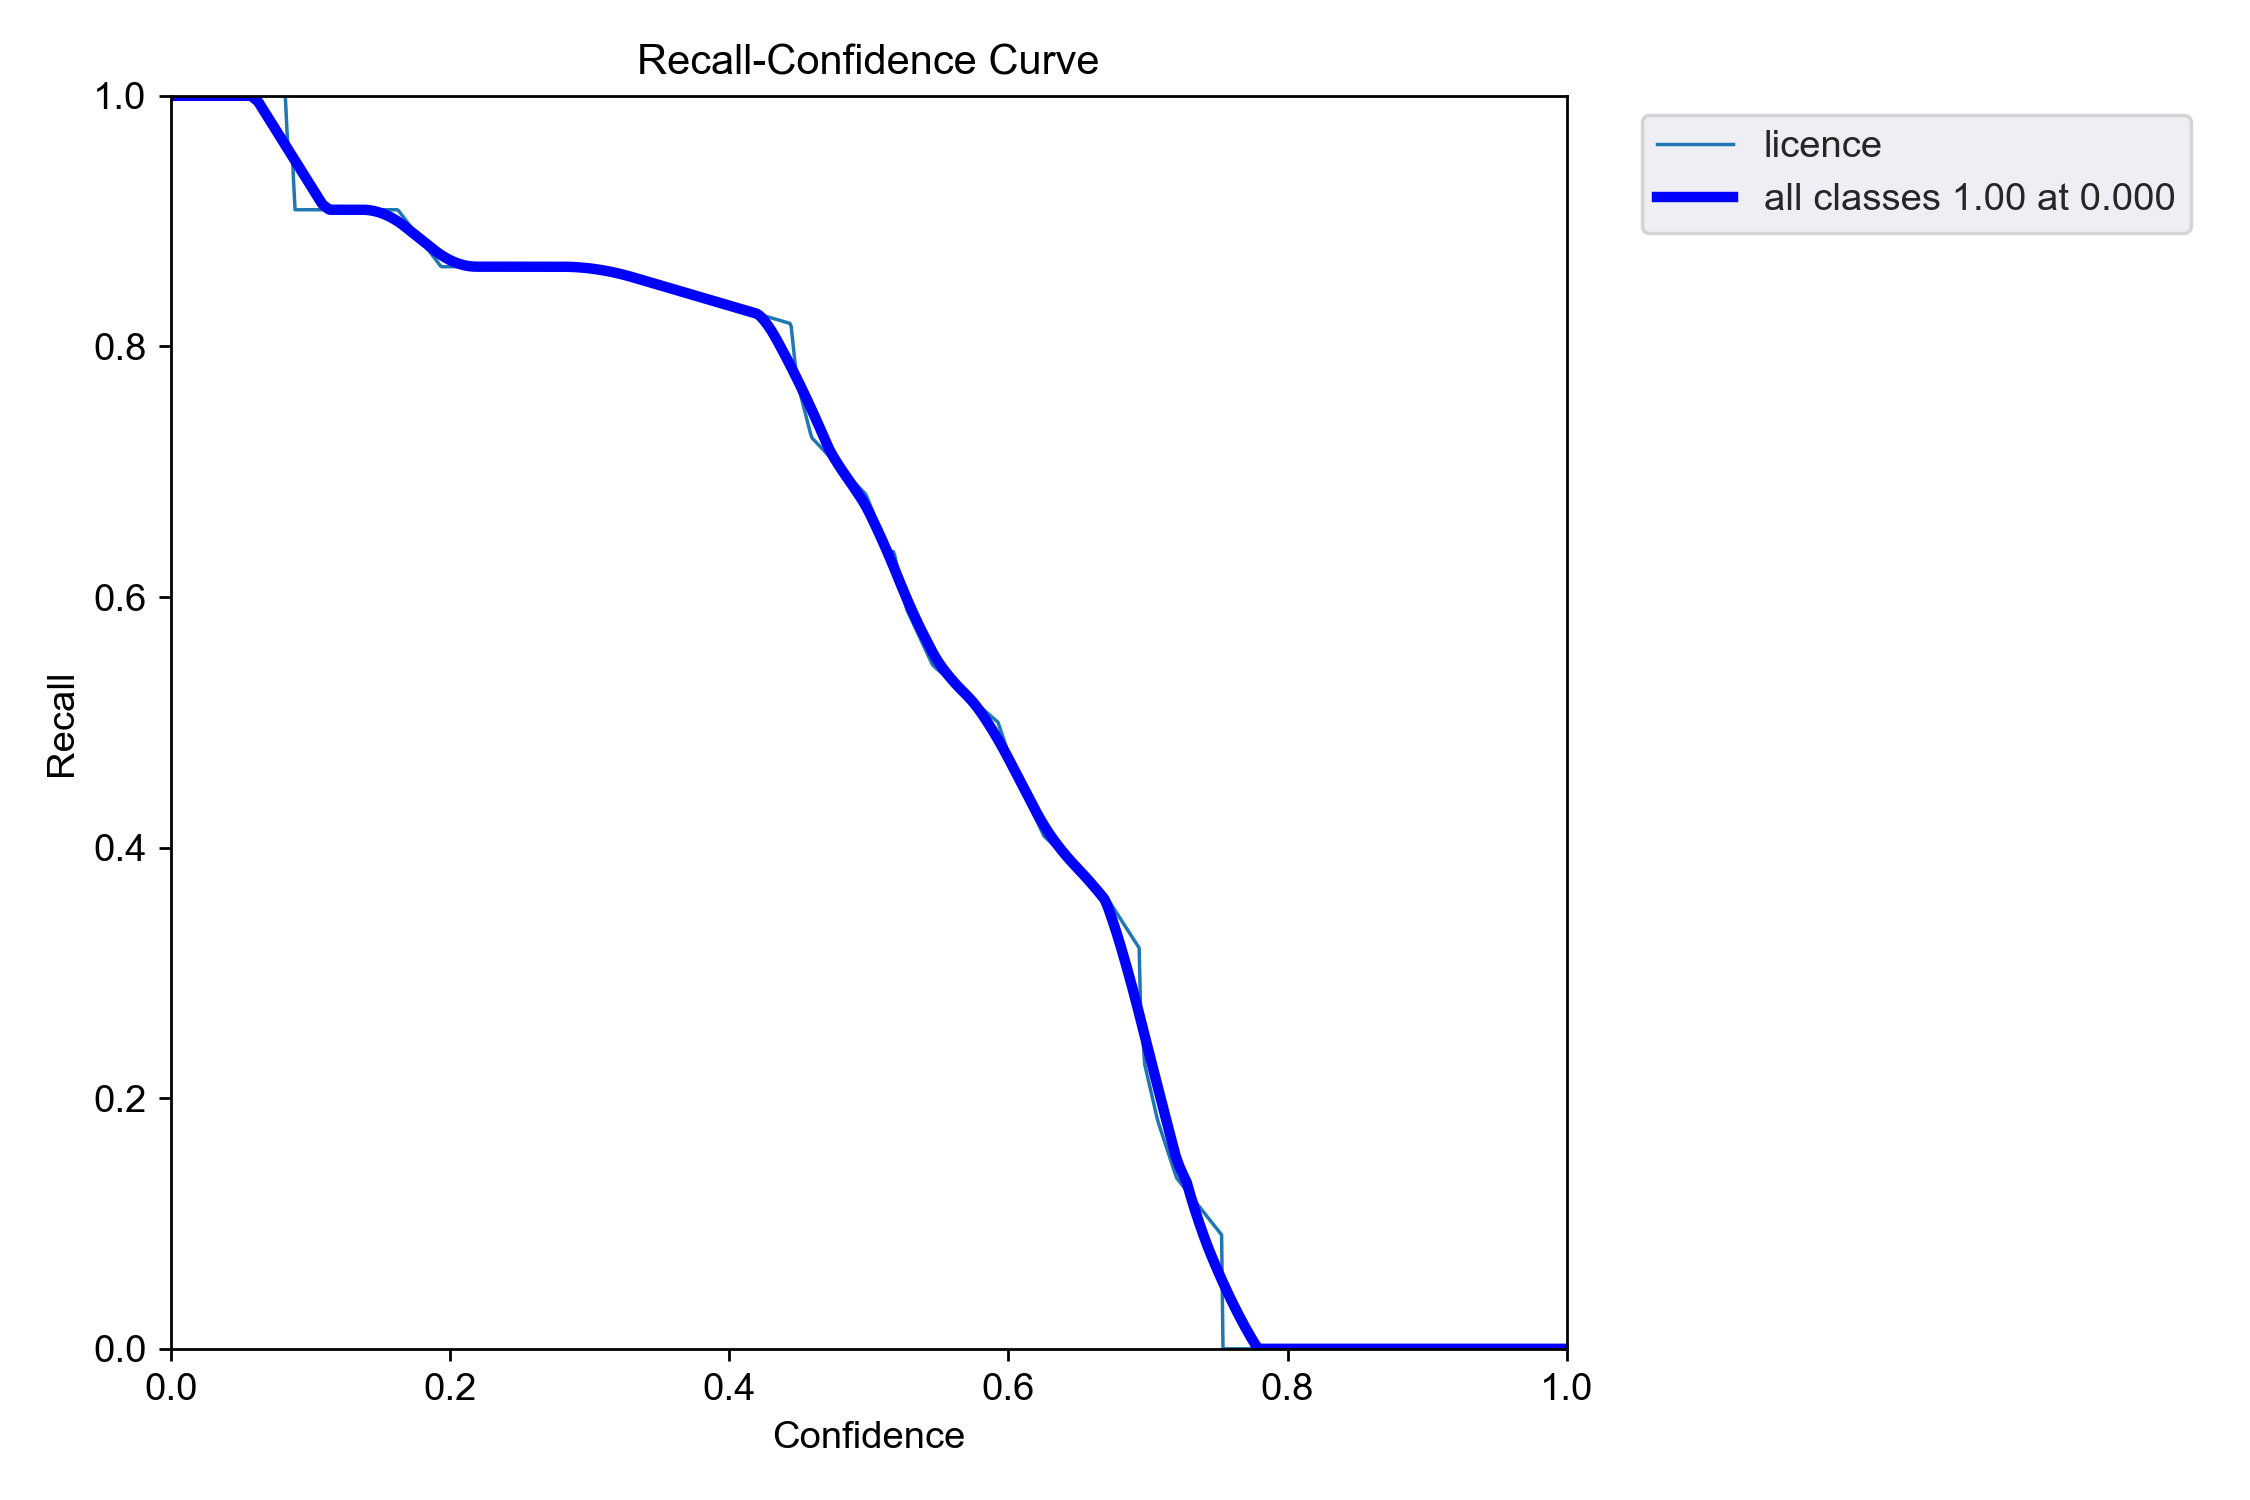 Recall-Confidence Curve
1.0
0.8
0.6
0.4
0.2
0.0
Recall
0.0 0.2 0.4 0.6 0.8 1.0
Confidence
licence
all classes 1.00 at 0.000